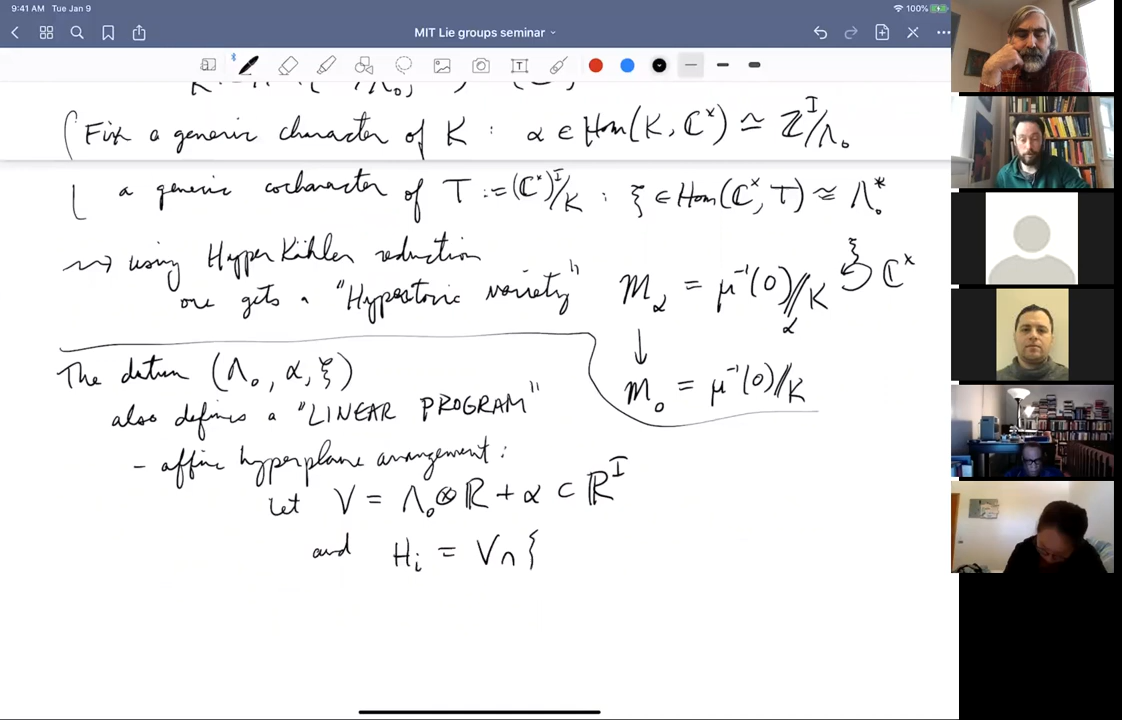 9:41 AM Tue Jan 9
100%
MIT Lie groups seminar
(Fix a generic character of K : α ∈ Hom(K, ℂ^×) ≃ ℤ^I/Λ₀
a generic cocharacter of T := (ℂ^×)^I/K : ξ ∈ Hom(ℂ^×, T) ≈ Λ₀^*
⇝ using HyperKähler reduction
one gets a "Hypertoric variety" 𝔐_α = μ^{-1}(0)//_α K ↺ ξ ℂ^×
↓
𝔐₀ = μ^{-1}(0)//K
The datum (Λ₀, α, ξ)
also defines a "LINEAR PROGRAM"
- affine hyperplane arrangement :
Let V = Λ₀⊗ℝ + α ⊂ ℝ^I
and H_i = V∩{